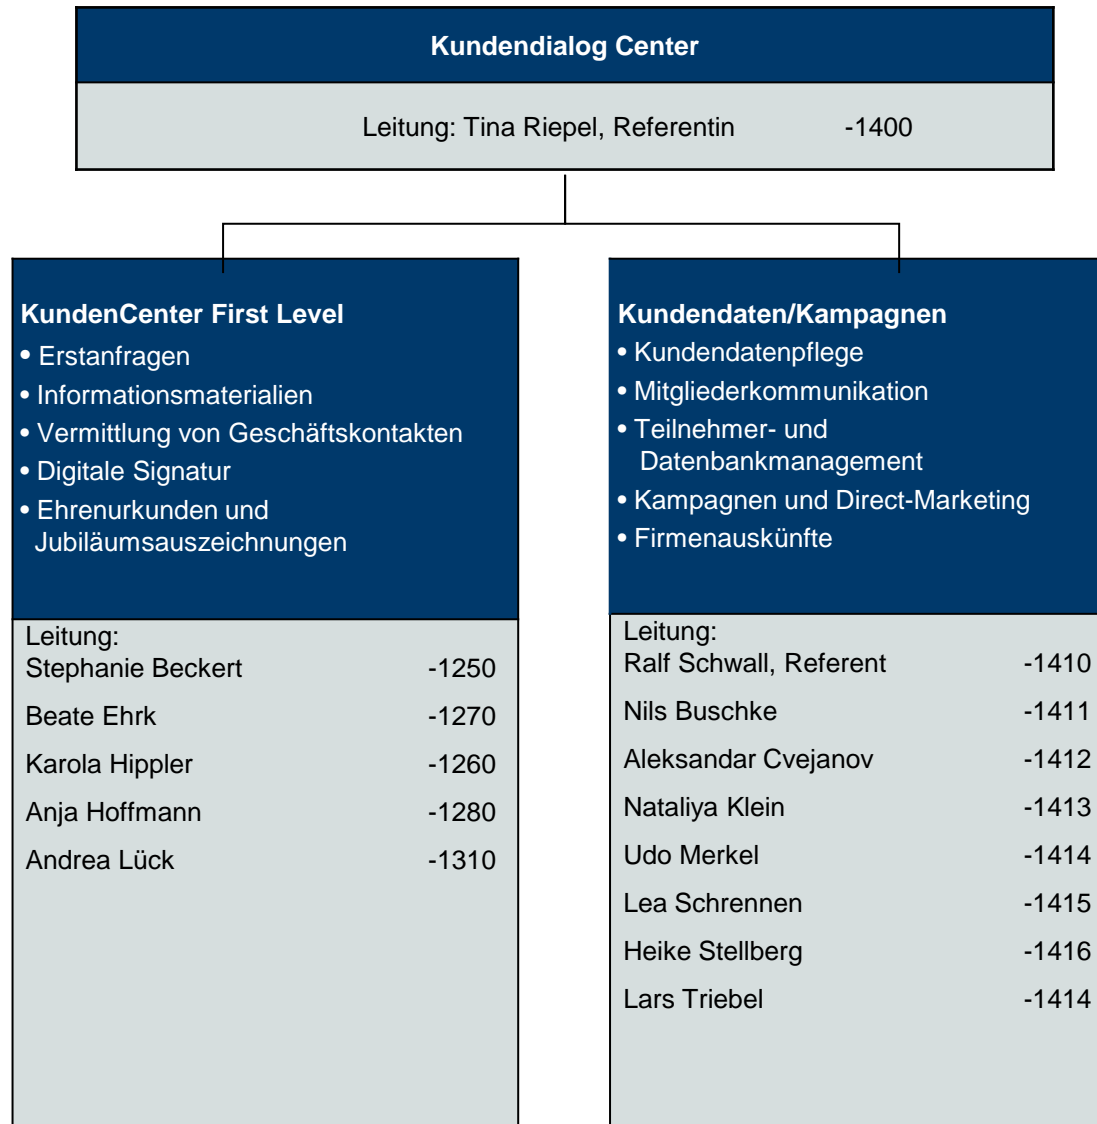 Kundendialog Center
Leitung: Tina Riepel, Referentin -1400
KundenCenter First Level
• Erstanfragen
• Informationsmaterialien
• Vermittlung von Geschäftskontakten
• Digitale Signatur
• Ehrenurkunden und
Jubiläumsauszeichnungen
Leitung:
Stephanie Beckert -1250
Beate Ehrk -1270
Karola Hippler -1260
Anja Hoffmann -1280
Andrea Lück -1310
Kundendaten/Kampagnen
• Kundendatenpflege
• Mitgliederkommunikation
• Teilnehmer- und
Datenbankmanagement
• Kampagnen und Direct-Marketing
• Firmenauskünfte
Leitung:
Ralf Schwall, Referent -1410
Nils Buschke -1411
Aleksandar Cvejanov -1412
Nataliya Klein -1413
Udo Merkel -1414
Lea Schrennen -1415
Heike Stellberg -1416
Lars Triebel -1414